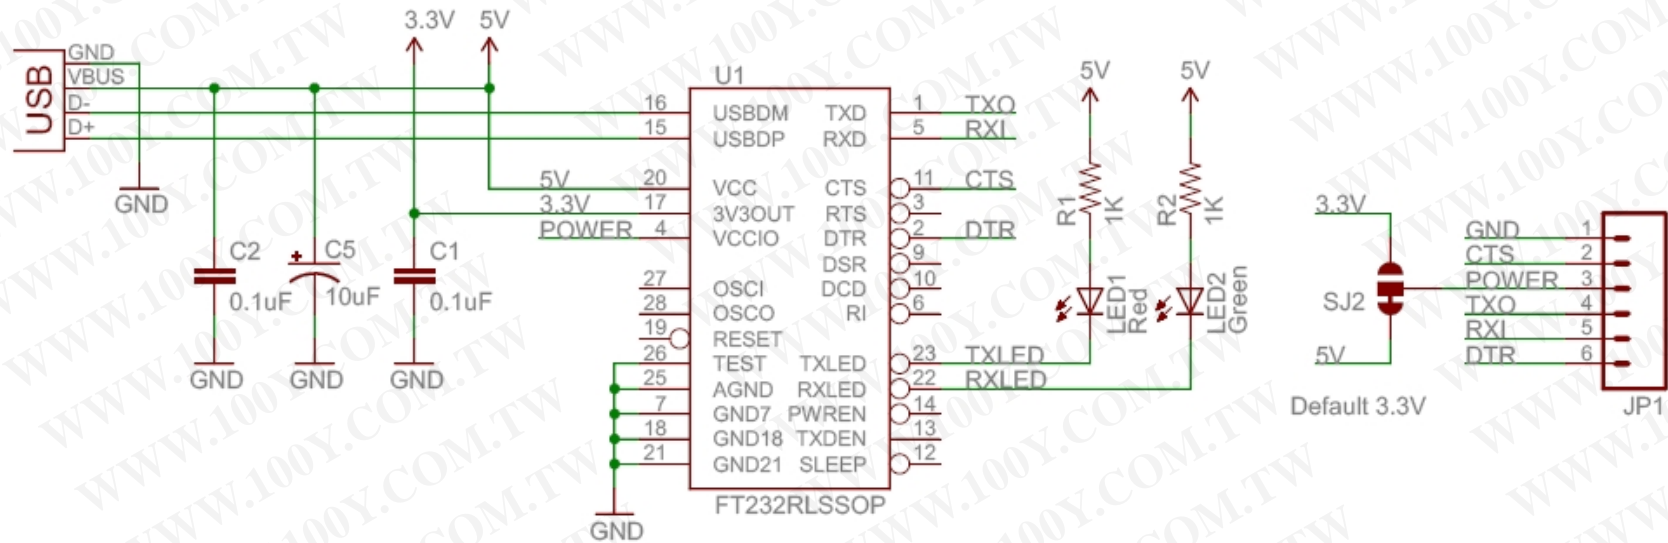 3.3V 5V
USB
GND
VBUS
D-
D+
GND
C2
0.1uF
GND
+
C5
10uF
GND
C1
0.1uF
GND
5V
3.3V
POWER
U1
16 USBDM TXD 1 TXO
15 USBDP RXD 5 RXI
20 VCC CTS 11 CTS
17 3V3OUT RTS 3
4 VCCIO DTR 2 DTR
DSR 9
27 OSCI DCD 10
28 OSCO RI 6
19 RESET
26 TEST TXLED 23 TXLED
25 AGND RXLED 22 RXLED
7 GND7 PWREN 14
18 GND18 TXDEN 13
21 GND21 SLEEP 12
FT232RLSSOP
GND
5V
R1
1K
LED1
Red
5V
R2
1K
LED2
Green
3.3V
SJ2
5V
Default 3.3V
GND 1
CTS 2
POWER 3
TXO 4
RXI 5
DTR 6
JP1
WWW.100Y.COM.TW